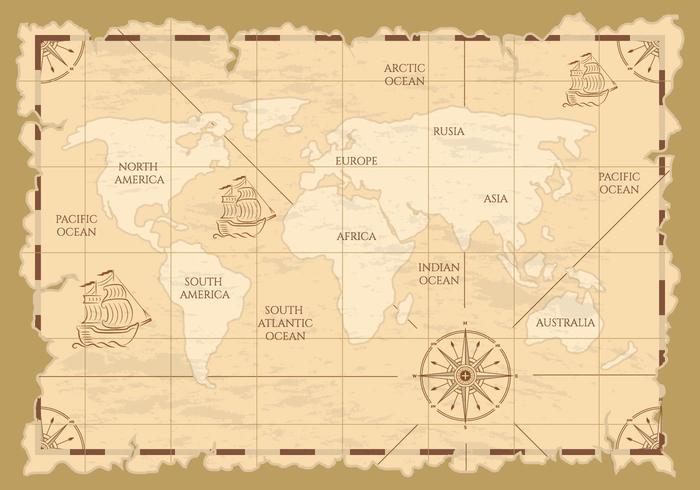 ARCTIC
OCEAN
RUSIA
NORTH
AMERICA
EUROPE
ASIA
PACIFIC
OCEAN
PACIFIC
OCEAN
AFRICA
INDIAN
OCEAN
SOUTH
AMERICA
SOUTH
ATLANTIC
OCEAN
AUSTRALIA
N
W
E
S